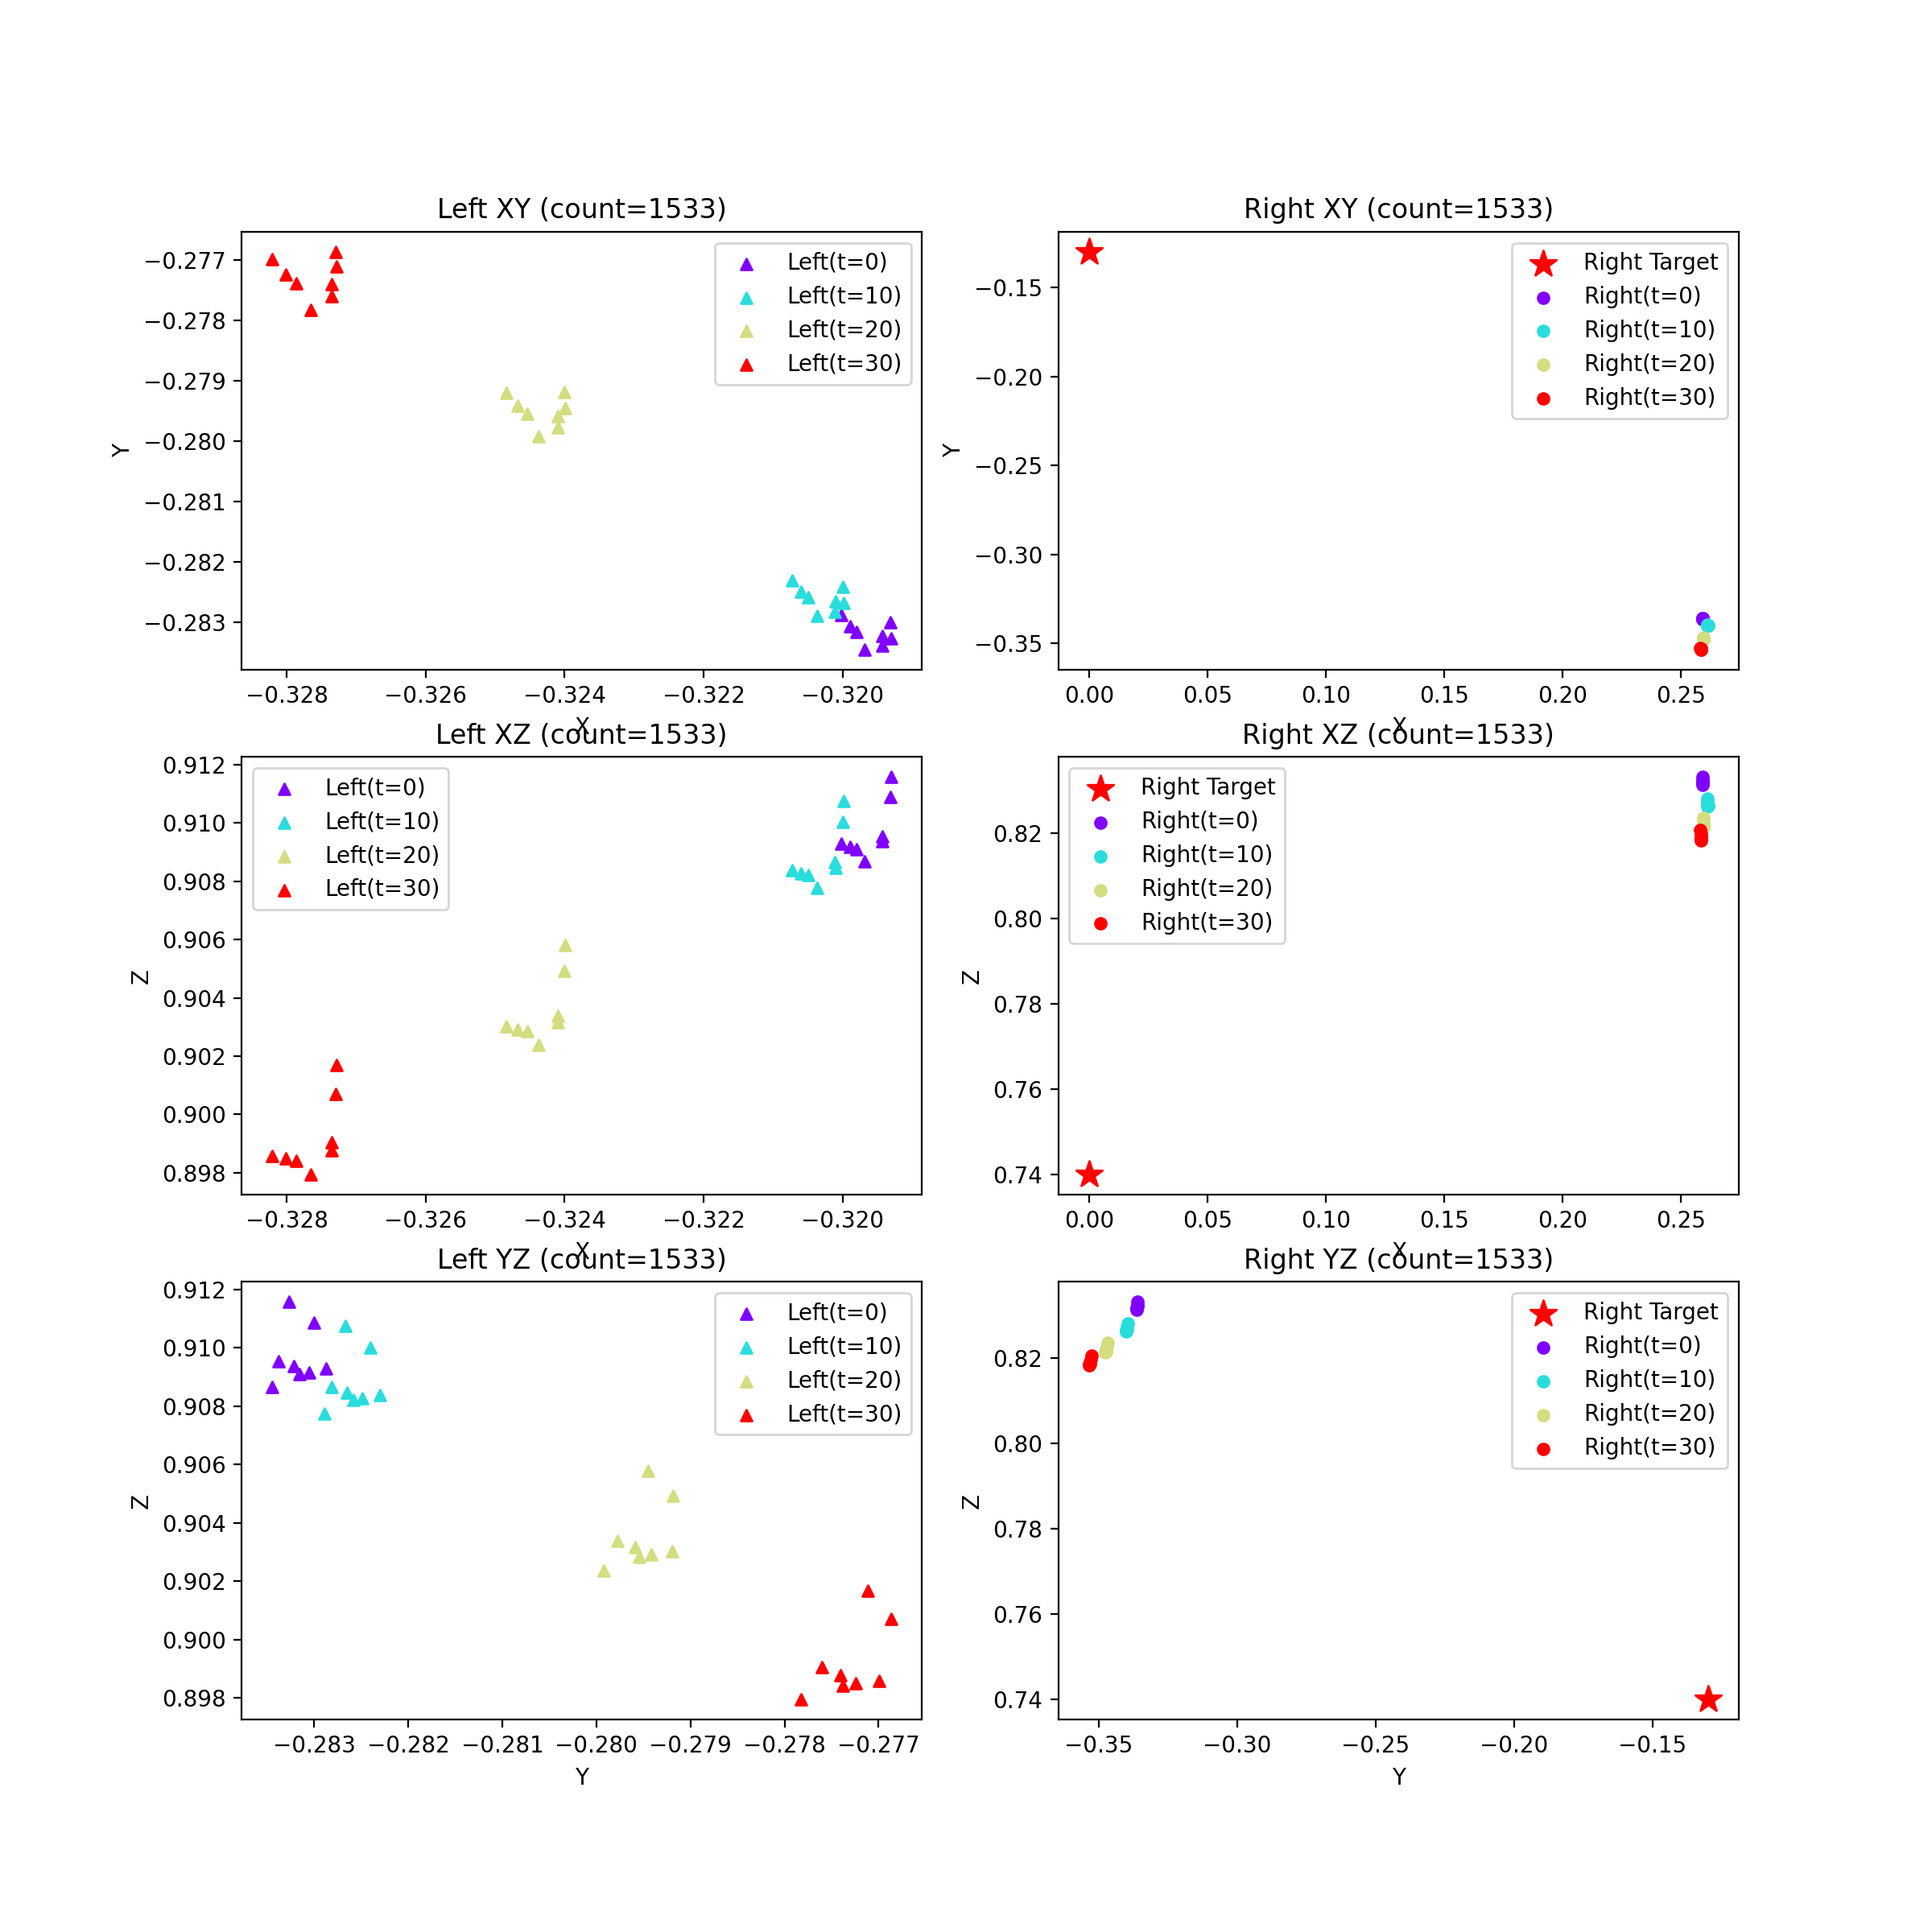 Left XY (count=1533)
−0.277
−0.278
−0.279
−0.280
−0.281
−0.282
−0.283
Y
Left(t=0)
Left(t=10)
Left(t=20)
Left(t=30)
−0.328 −0.326 −0.324 −0.322 −0.320
X
Right XY (count=1533)
−0.15
−0.20
−0.25
−0.30
−0.35
Y
Right Target
Right(t=0)
Right(t=10)
Right(t=20)
Right(t=30)
0.00 0.05 0.10 0.15 0.20 0.25
X
Left XZ (count=1533)
0.912
0.910
0.908
0.906
0.904
0.902
0.900
0.898
Z
Left(t=0)
Left(t=10)
Left(t=20)
Left(t=30)
−0.328 −0.326 −0.324 −0.322 −0.320
X
Right XZ (count=1533)
0.82
0.80
0.78
0.76
0.74
Z
Right Target
Right(t=0)
Right(t=10)
Right(t=20)
Right(t=30)
0.00 0.05 0.10 0.15 0.20 0.25
X
Left YZ (count=1533)
0.912
0.910
0.908
0.906
0.904
0.902
0.900
0.898
Z
Left(t=0)
Left(t=10)
Left(t=20)
Left(t=30)
−0.283 −0.282 −0.281 −0.280 −0.279 −0.278 −0.277
Y
Right YZ (count=1533)
0.82
0.80
0.78
0.76
0.74
Z
Right Target
Right(t=0)
Right(t=10)
Right(t=20)
Right(t=30)
−0.35 −0.30 −0.25 −0.20 −0.15
Y